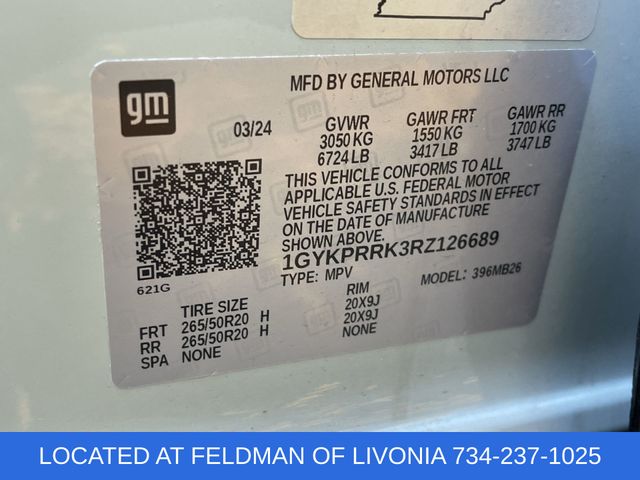 gm
MFD BY GENERAL MOTORS LLC
03/24
GVWR
3050 KG
6724 LB
GAWR FRT
1550 KG
3417 LB
GAWR RR
1700 KG
3747 LB
THIS VEHICLE CONFORMS TO ALL
APPLICABLE U.S. FEDERAL MOTOR
VEHICLE SAFETY STANDARDS IN EFFECT
ON THE DATE OF MANUFACTURE
SHOWN ABOVE.
1GYKPRRK3RZ126689
TYPE: MPV
MODEL: 396MB26
621G
TIRE SIZE
RIM
FRT 265/50R20 H 20X9J
RR 265/50R20 H 20X9J
SPA NONE NONE
LOCATED AT FELDMAN OF LIVONIA 734-237-1025